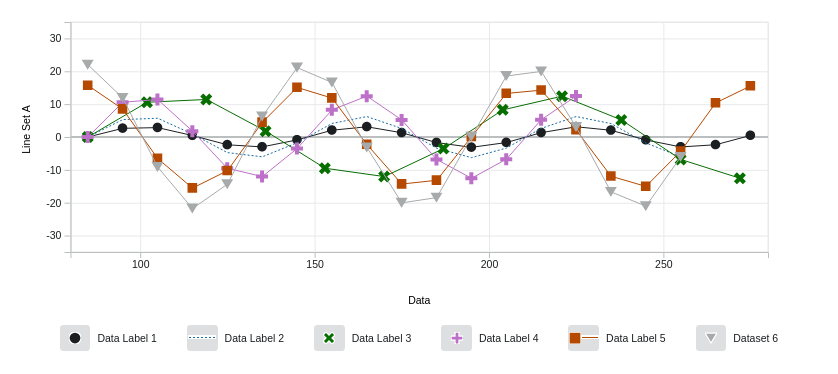 30
20
10
0
-10
-20
-30
Line Set A
100 150 200 250
Data
Data Label 1 Data Label 2 Data Label 3 Data Label 4 Data Label 5 Dataset 6